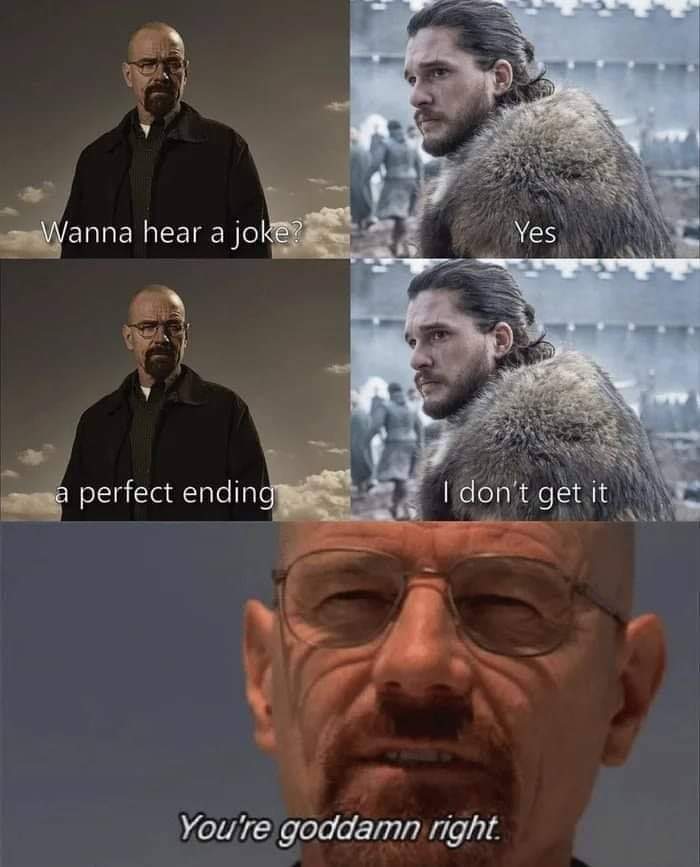 Wanna hear a joke?
Yes
a perfect ending
I don't get it
You're goddamn right.